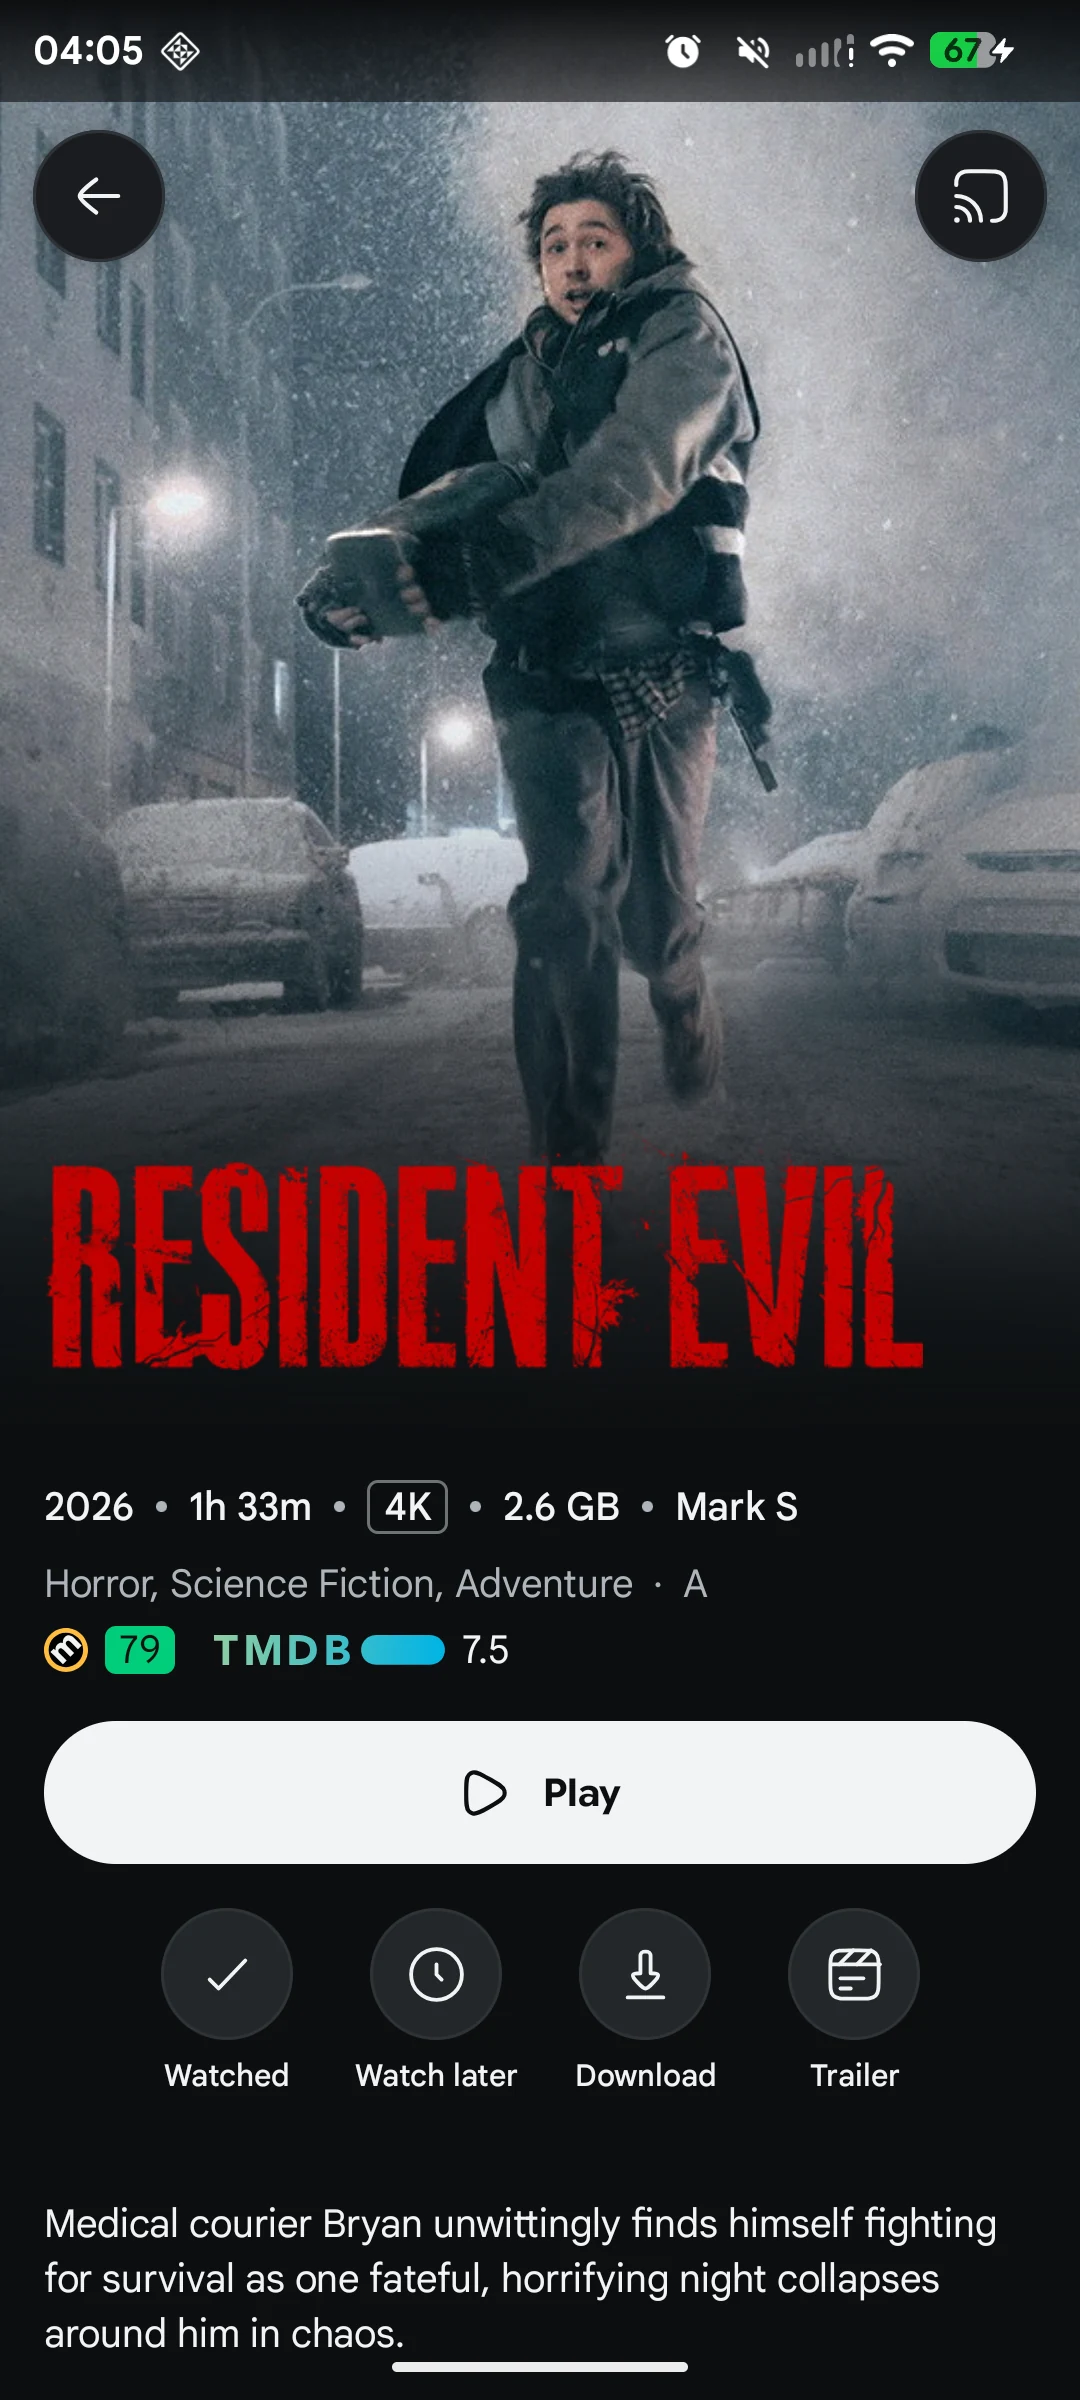 04:05
67
RESIDENT EVIL
2026 • 1h 33m • 4K • 2.6 GB • Mark S
Horror, Science Fiction, Adventure · A
m 79 TMDB 7.5
Play
Watched Watch later Download Trailer
Medical courier Bryan unwittingly finds himself fighting
for survival as one fateful, horrifying night collapses
around him in chaos.